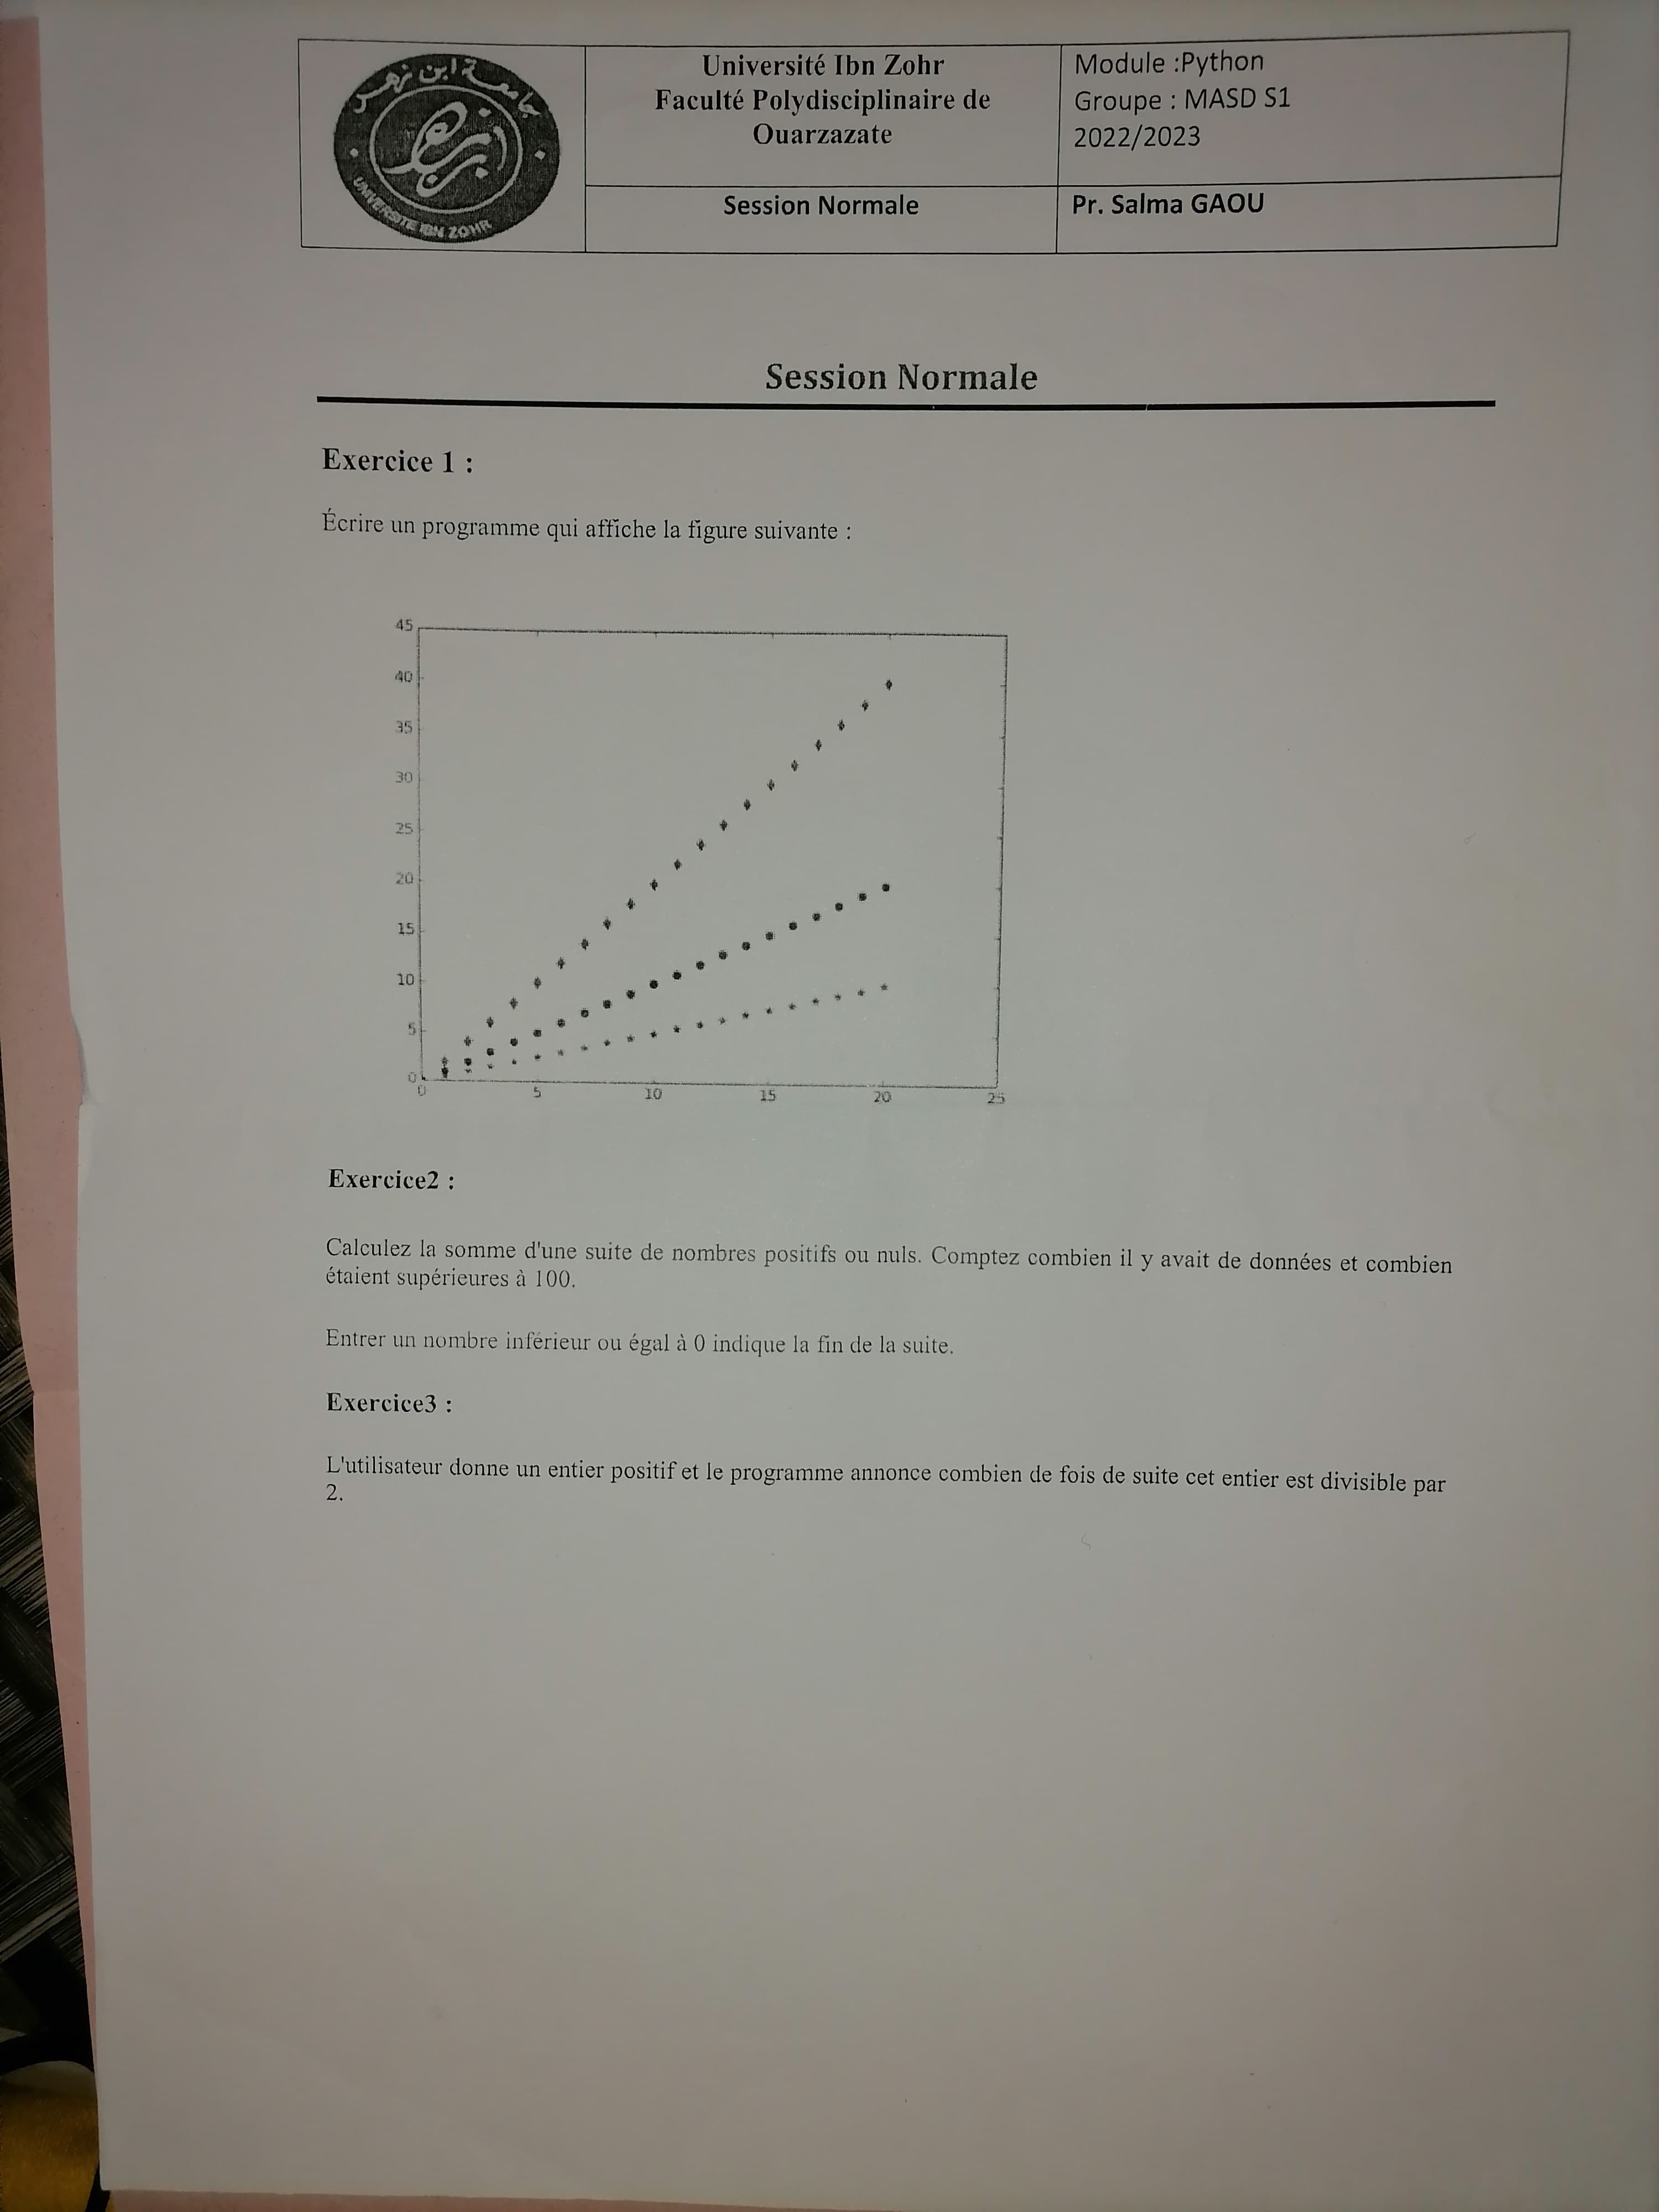 جامعة ابن زهر
UNIVERSITE IBN ZOHR
Université Ibn Zohr
Faculté Polydisciplinaire de
Ouarzazate
Module :Python
Groupe : MASD S1
2022/2023
Session Normale
Pr. Salma GAOU
Session Normale
Exercice 1 :
Écrire un programme qui affiche la figure suivante :
45
40
35
30
25
20
15
10
5
0
0 5 10 15 20 25
Exercice2 :
Calculez la somme d'une suite de nombres positifs ou nuls. Comptez combien il y avait de données et combien
étaient supérieures à 100.
Entrer un nombre inférieur ou égal à 0 indique la fin de la suite.
Exercice3 :
L'utilisateur donne un entier positif et le programme annonce combien de fois de suite cet entier est divisible par
2.